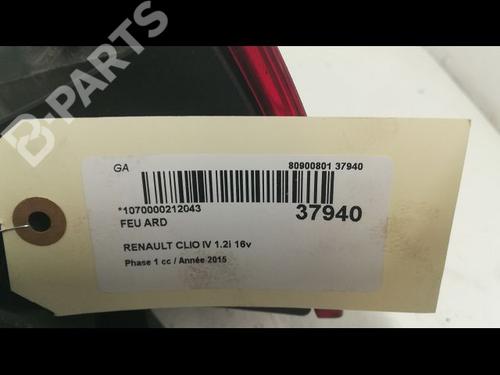 B-PARTS
GA
80900801 37940
*1070000212043
37940
FEU ARD
RENAULT CLIO IV 1.2i 16v
Phase 1 cc / Année 2015